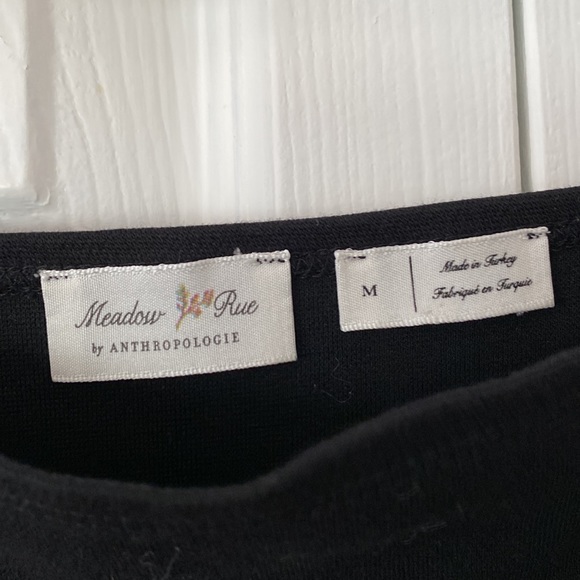 Meadow Rue
by ANTHROPOLOGIE
M
Made in Turkey
Fabriqué en Turquie